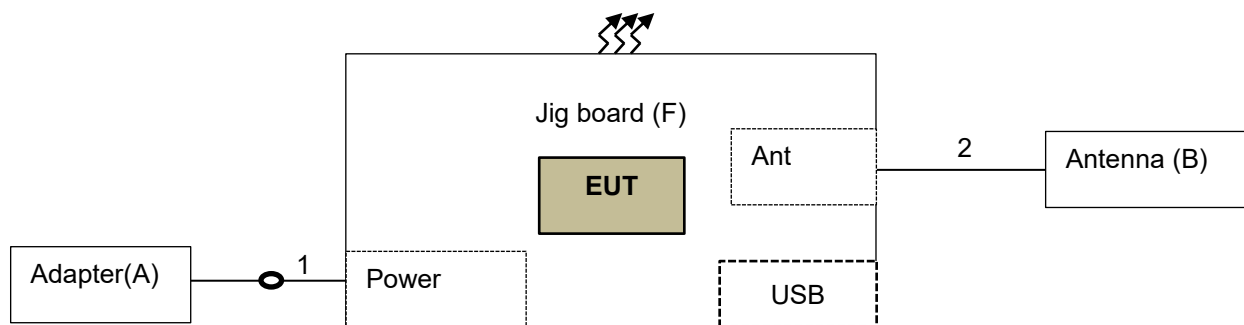 Jig board (F)
Ant
2
Antenna (B)
EUT
Adapter(A)
1
Power
USB